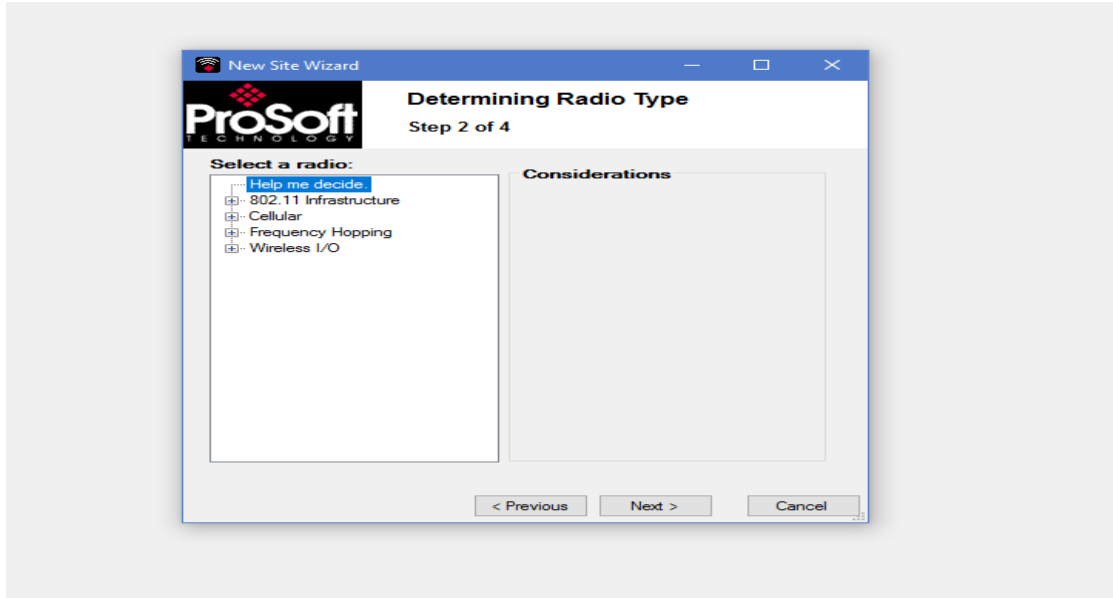 New Site Wizard
ProSoft
TECHNOLOGY
Determining Radio Type
Step 2 of 4
Select a radio:
Help me decide.
802.11 Infrastructure
Cellular
Frequency Hopping
Wireless I/O
Considerations
< Previous
Next >
Cancel